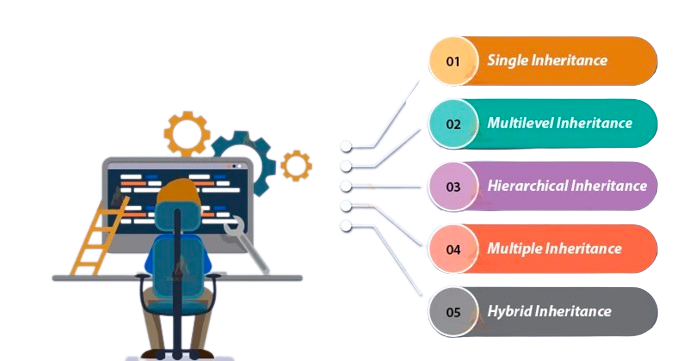 01
Single Inheritance
02
Multilevel Inheritance
03
Hierarchical Inheritance
04
Multiple Inheritance
05
Hybrid Inheritance